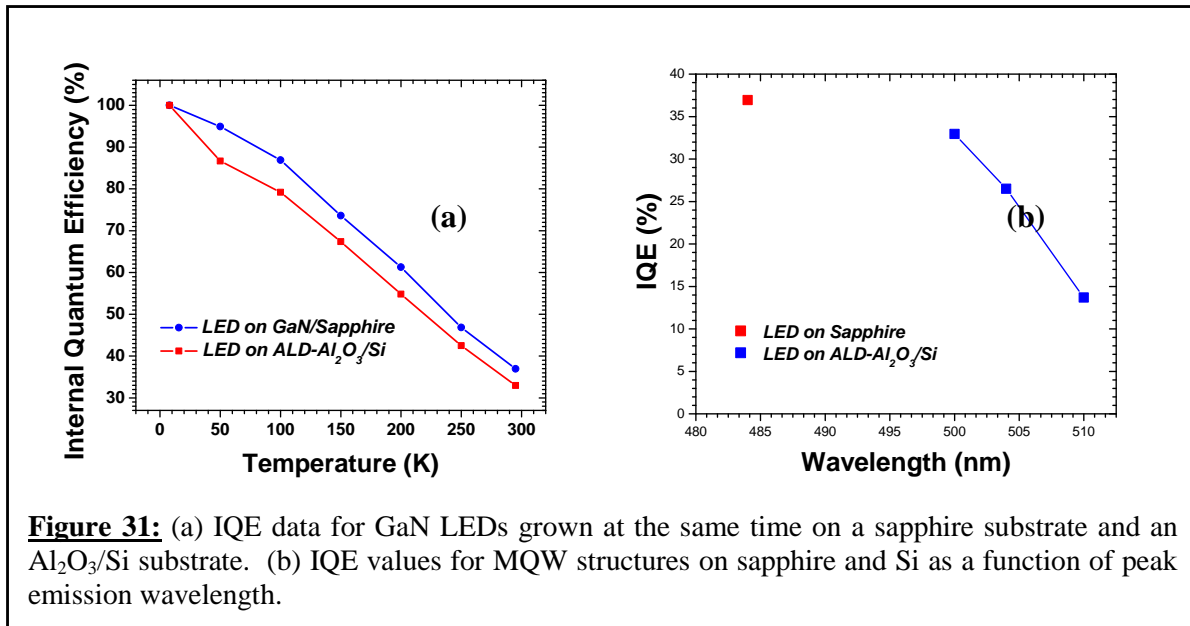 Internal Quantum Efficiency (%)
100
90
80
70
60
50
40
30
(a)
LED on GaN/Sapphire
LED on ALD-Al₂O₃/Si
0 50 100 150 200 250 300
Temperature (K)
IQE (%)
40
35
30
25
20
15
10
5
0
(b)
LED on Sapphire
LED on ALD-Al₂O₃/Si
480 485 490 495 500 505 510
Wavelength (nm)
Figure 31: (a) IQE data for GaN LEDs grown at the same time on a sapphire substrate and an
Al₂O₃/Si substrate. (b) IQE values for MQW structures on sapphire and Si as a function of peak
emission wavelength.